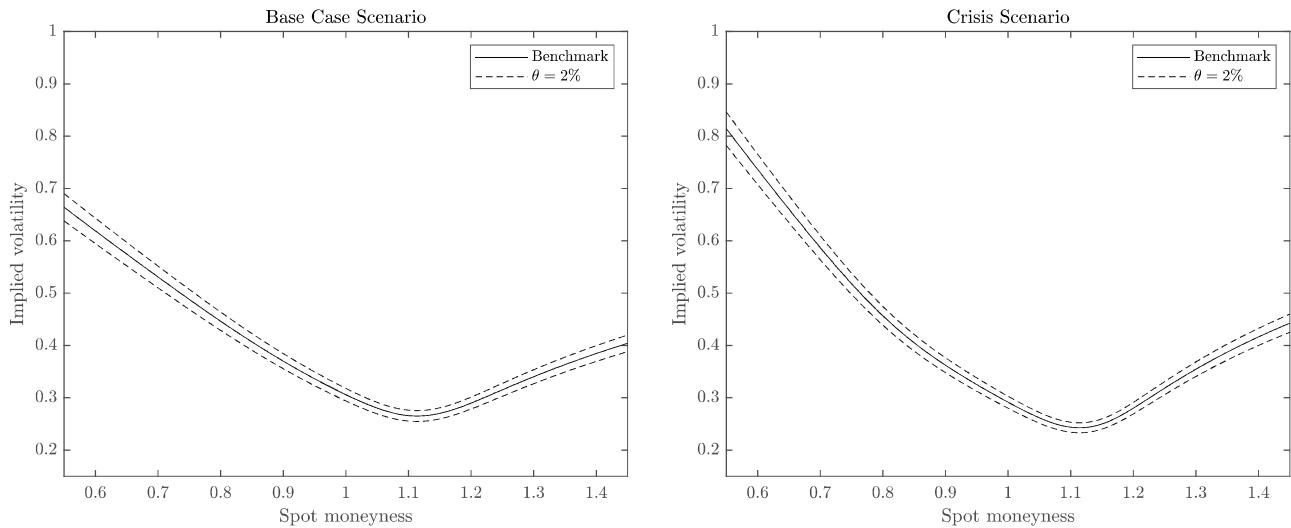 Base Case Scenario
1
0.9
0.8
0.7
0.6
0.5
0.4
0.3
0.2
Implied volatility
0.6 0.7 0.8 0.9 1 1.1 1.2 1.3 1.4
Spot moneyness
Benchmark
θ = 2%
Crisis Scenario
1
0.9
0.8
0.7
0.6
0.5
0.4
0.3
0.2
Implied volatility
0.6 0.7 0.8 0.9 1 1.1 1.2 1.3 1.4
Spot moneyness
Benchmark
θ = 2%